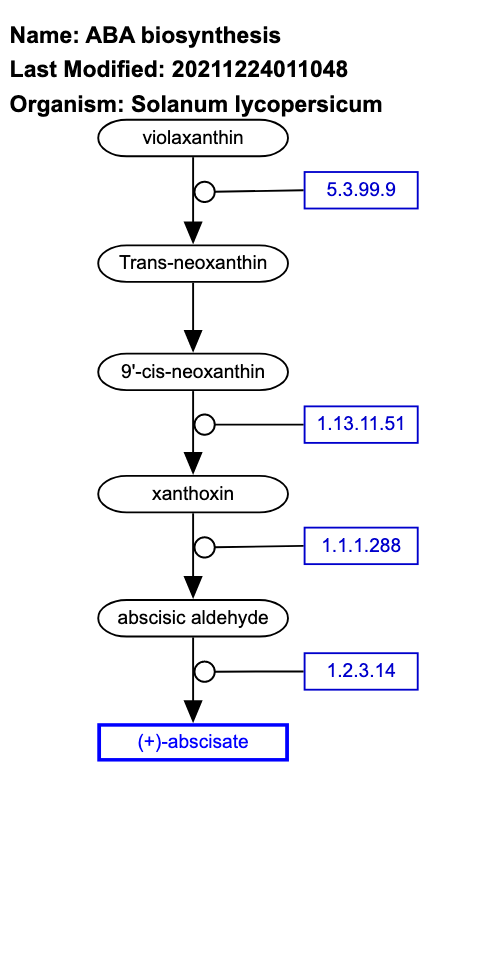 Name: ABA biosynthesis
Last Modified: 20211224011048
Organism: Solanum lycopersicum
violaxanthin
5.3.99.9
Trans-neoxanthin
9'-cis-neoxanthin
1.13.11.51
xanthoxin
1.1.1.288
abscisic aldehyde
1.2.3.14
(+)-abscisate